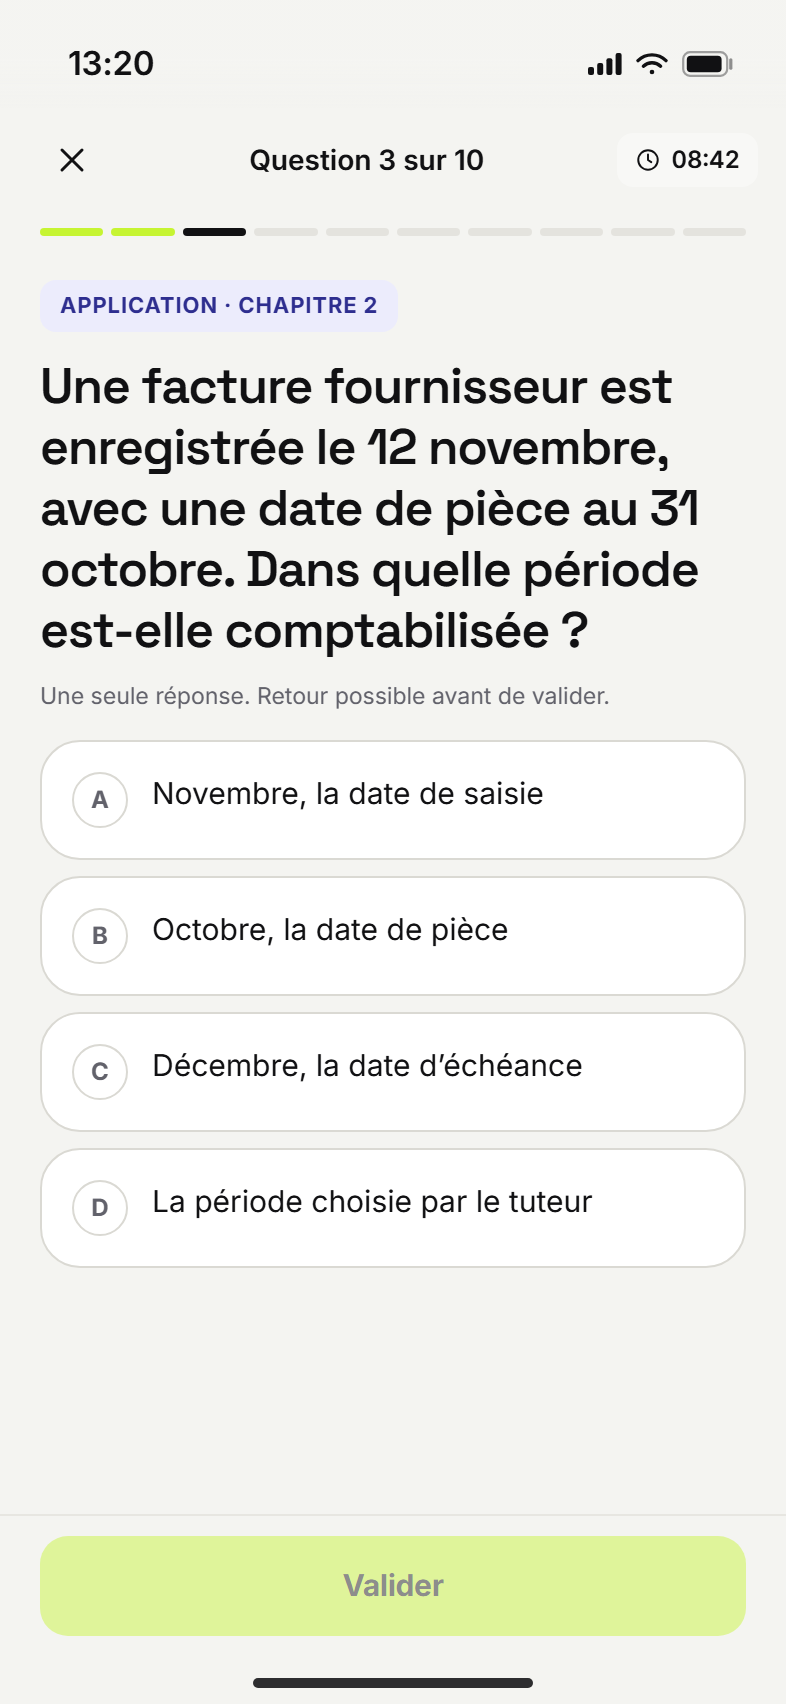 13:20
Question 3 sur 10
08:42
APPLICATION · CHAPITRE 2
Une facture fournisseur est
enregistrée le 12 novembre,
avec une date de pièce au 31
octobre. Dans quelle période
est-elle comptabilisée ?
Une seule réponse. Retour possible avant de valider.
A Novembre, la date de saisie
B Octobre, la date de pièce
C Décembre, la date d’échéance
D La période choisie par le tuteur
Valider